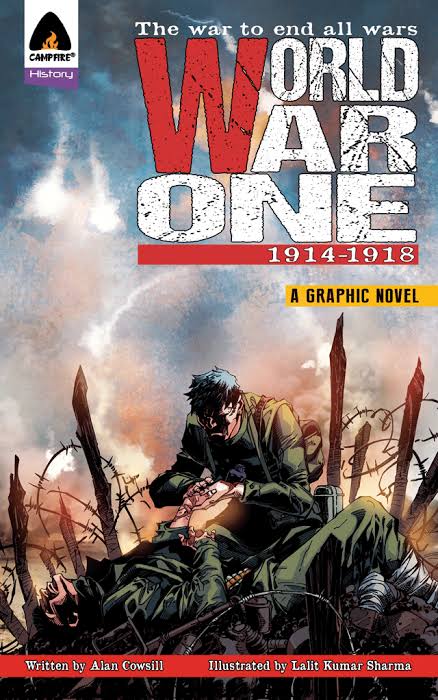 CAMPFIRE®
History
The war to end all wars
WORLD
WAR
ONE
1914-1918
A GRAPHIC NOVEL
Written by Alan Cowsill
Illustrated by Lalit Kumar Sharma